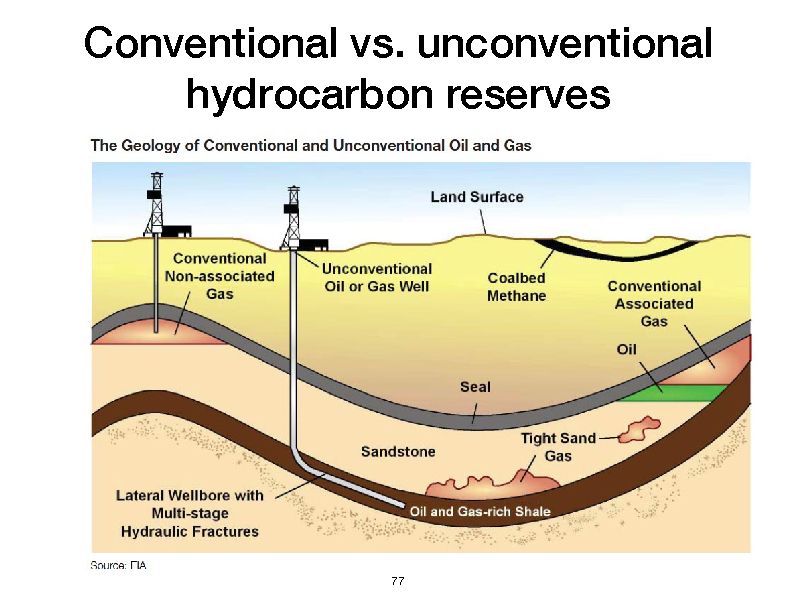 Conventional vs. unconventional
hydrocarbon reserves
The Geology of Conventional and Unconventional Oil and Gas
Land Surface
Conventional
Non-associated
Gas
Unconventional
Oil or Gas Well
Coalbed
Methane
Conventional
Associated
Gas
Oil
Seal
Sandstone
Tight Sand
Gas
Lateral Wellbore with
Multi-stage
Hydraulic Fractures
Oil and Gas-rich Shale
Source: EIA
77